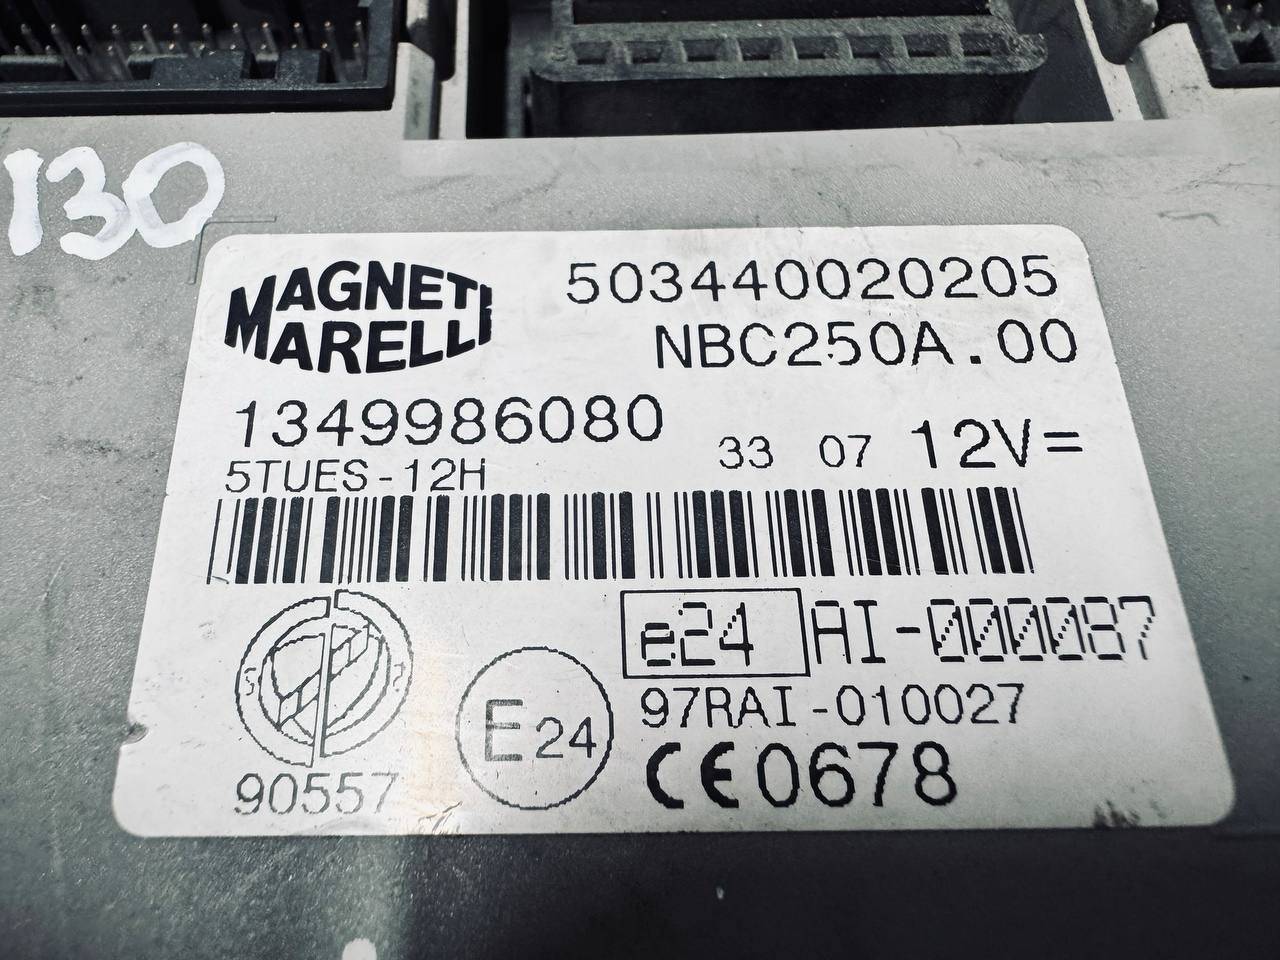 130
MAGNETI
MARELLI
503440020205
NBC250A.00
1349986080
33 07 12V=
5TUES-12H
e24 AI-000087
97RAI-010027
E24
CE0678
90557